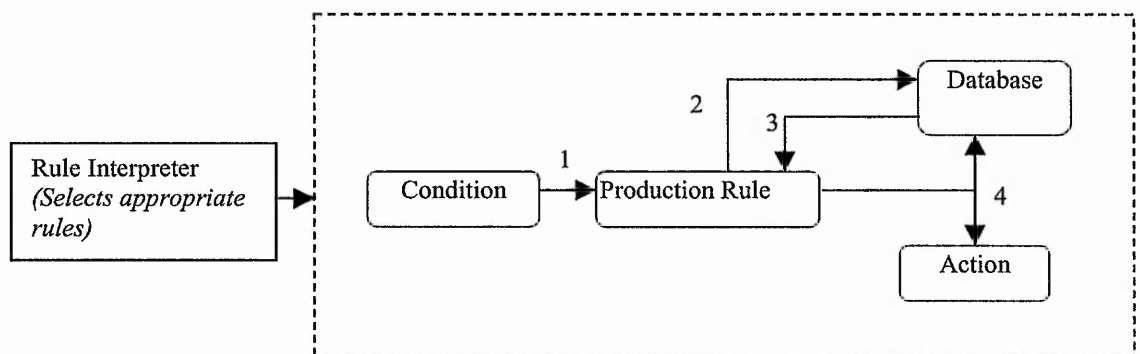 Rule Interpreter
(Selects appropriate
rules)
Condition
1
Production Rule
2
3
Database
4
Action